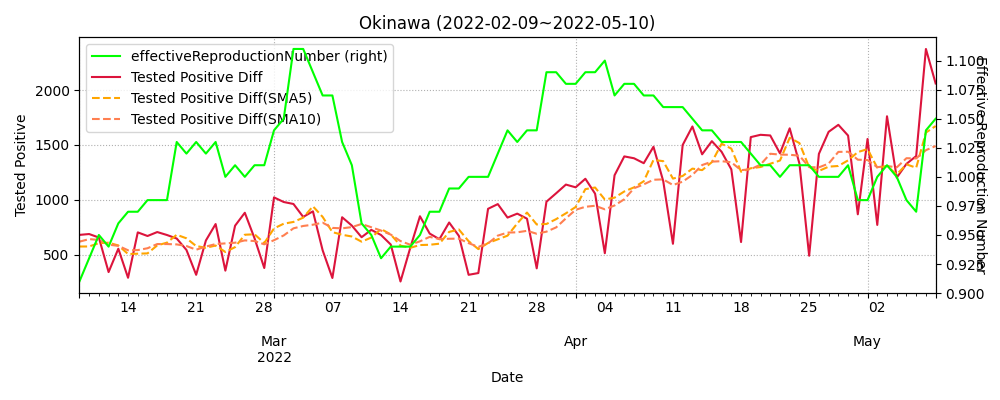 Okinawa (2022-02-09~2022-05-10)
effectiveReproductionNumber (right)
Tested Positive Diff
Tested Positive Diff(SMA5)
Tested Positive Diff(SMA10)
Tested Positive
2000
1500
1000
500
1.100
1.075
1.050
1.025
1.000
0.975
0.950
0.925
0.900
Effective Reproduction Number
14 21 28 07 14 21 28 04 11 18 25 02
Mar Apr May
2022
Date